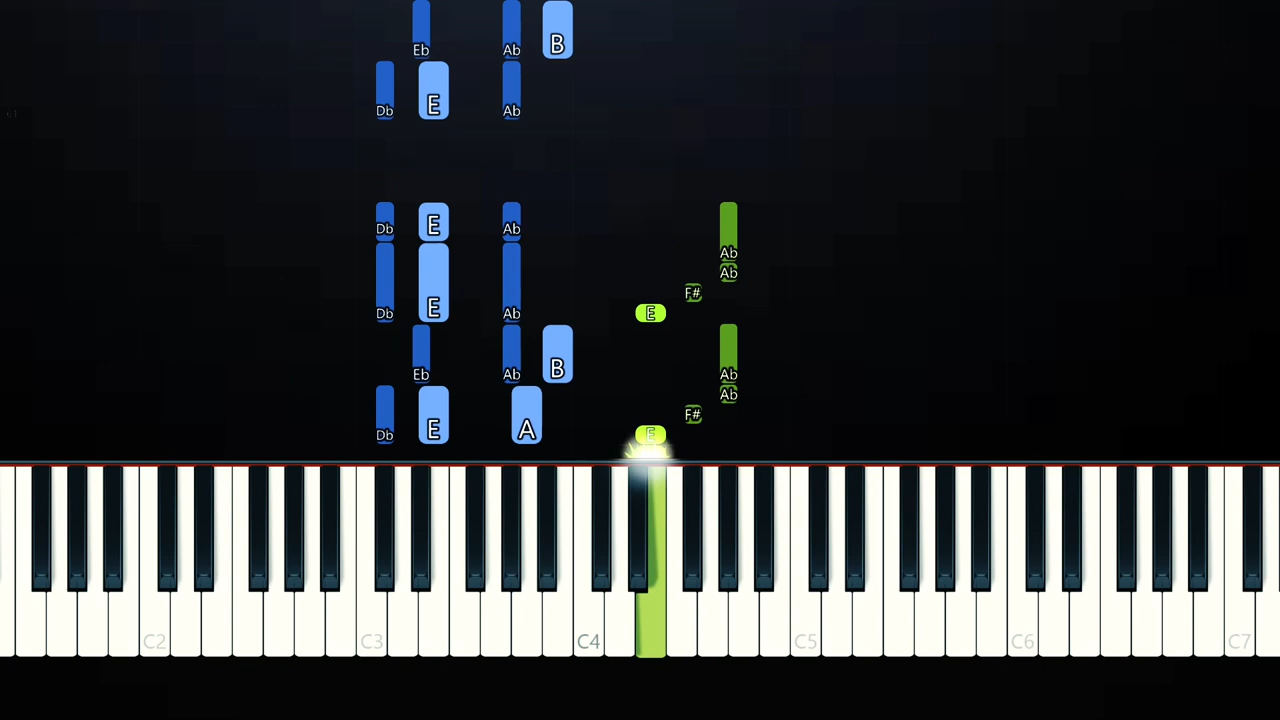 Eb Ab B
Db E Ab
Db E Ab Ab
Ab
F#
Db E Ab E
Eb Ab B Ab
Ab
F#
Db E A E
C2 C3 C4 C5 C6 C7